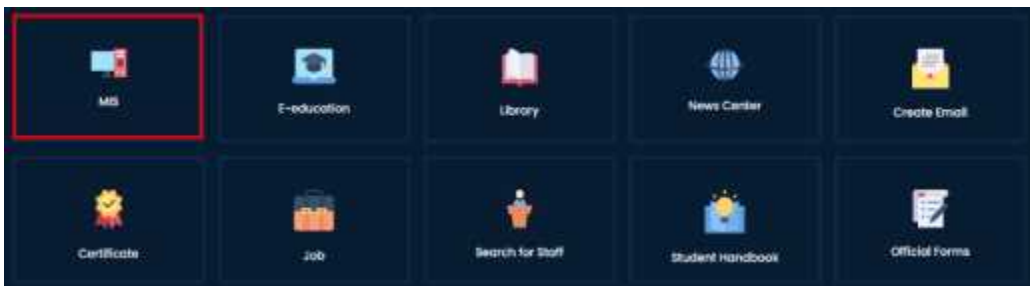 MIS
E-education
Library
News Center
Create Email
Certificate
Job
Search for Staff
Student Handbook
Official Forms